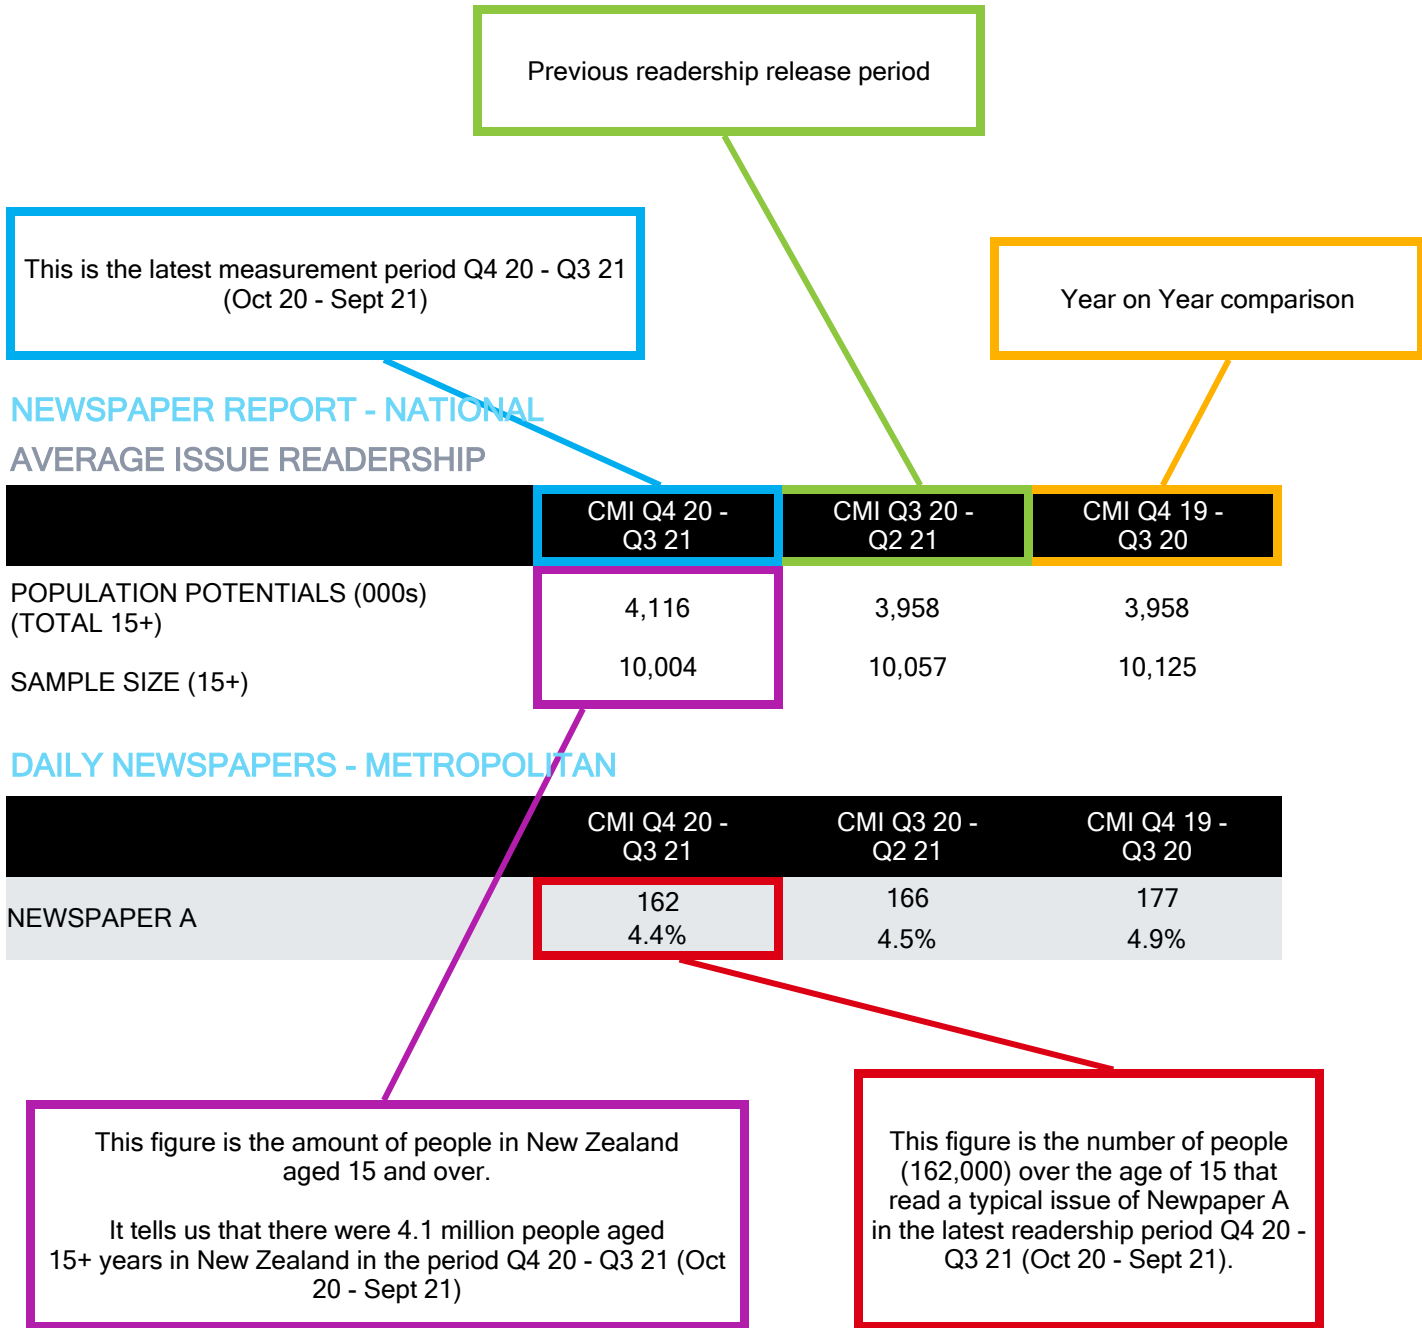 Previous readership release period
This is the latest measurement period Q4 20 - Q3 21
(Oct 20 - Sept 21)
Year on Year comparison
NEWSPAPER REPORT - NATIONAL
AVERAGE ISSUE READERSHIP
CMI Q4 20 -
Q3 21
CMI Q3 20 -
Q2 21
CMI Q4 19 -
Q3 20
POPULATION POTENTIALS (000s)
(TOTAL 15+)
4,116
3,958
3,958
SAMPLE SIZE (15+)
10,004
10,057
10,125
DAILY NEWSPAPERS - METROPOLITAN
CMI Q4 20 -
Q3 21
CMI Q3 20 -
Q2 21
CMI Q4 19 -
Q3 20
NEWSPAPER A
162
166
177
4.4%
4.5%
4.9%
This figure is the amount of people in New Zealand
aged 15 and over.
It tells us that there were 4.1 million people aged
15+ years in New Zealand in the period Q4 20 - Q3 21 (Oct
20 - Sept 21)
This figure is the number of people
(162,000) over the age of 15 that
read a typical issue of Newpaper A
in the latest readership period Q4 20 -
Q3 21 (Oct 20 - Sept 21).